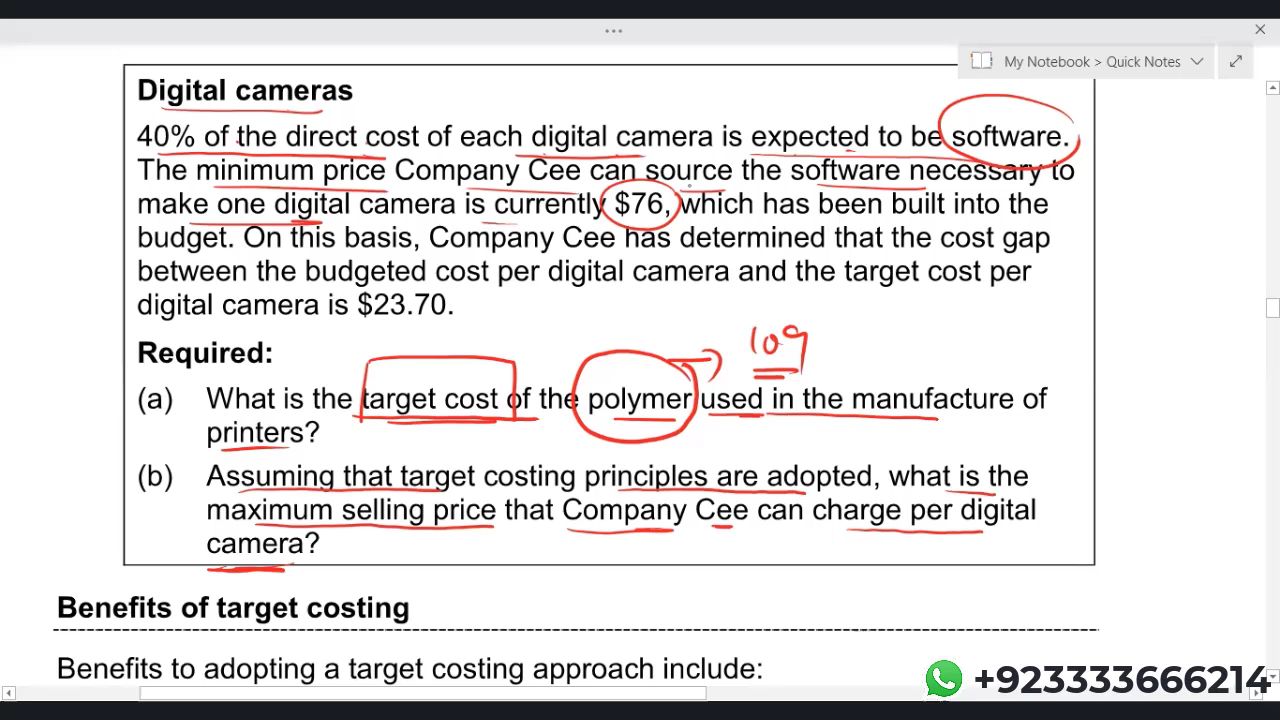 My Notebook > Quick Notes
Digital cameras
40% of the direct cost of each digital camera is expected to be software.
The minimum price Company Cee can source the software necessary to
make one digital camera is currently $76, which has been built into the
budget. On this basis, Company Cee has determined that the cost gap
between the budgeted cost per digital camera and the target cost per
digital camera is $23.70.
Required:
109
(a) What is the target cost of the polymer used in the manufacture of
printers?
(b) Assuming that target costing principles are adopted, what is the
maximum selling price that Company Cee can charge per digital
camera?
Benefits of target costing
Benefits to adopting a target costing approach include:
+923333666214